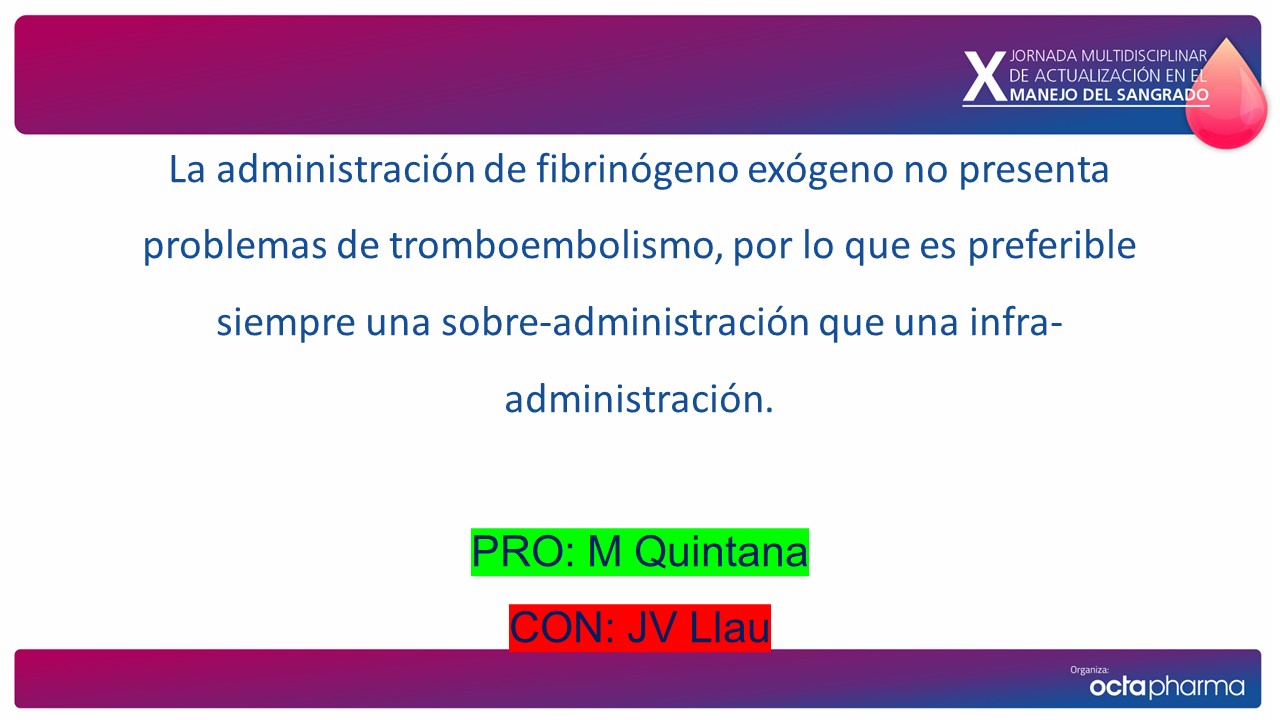 X JORNADA MULTIDISCIPLINAR
DE ACTUALIZACIÓN EN EL
MANEJO DEL SANGRADO
La administración de fibrinógeno exógeno no presenta
problemas de tromboembolismo, por lo que es preferible
siempre una sobre-administración que una infra-
administración.
PRO: M Quintana
CON: JV Llau
Organiza:
octapharma